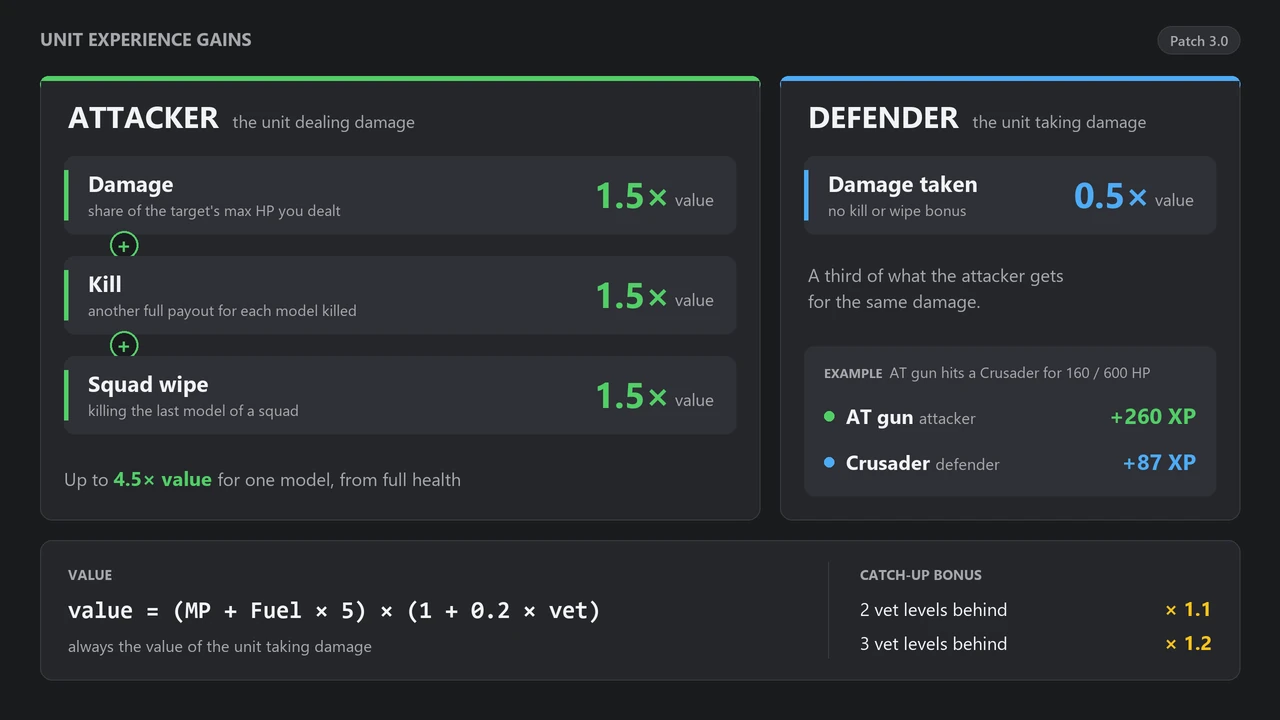 UNIT EXPERIENCE GAINS
Patch 3.0
ATTACKER the unit dealing damage
Damage
share of the target's max HP you dealt
1.5× value
+
Kill
another full payout for each model killed
1.5× value
+
Squad wipe
killing the last model of a squad
1.5× value
Up to 4.5× value for one model, from full health
DEFENDER the unit taking damage
Damage taken
no kill or wipe bonus
0.5× value
A third of what the attacker gets
for the same damage.
EXAMPLE AT gun hits a Crusader for 160 / 600 HP
AT gun attacker +260 XP
Crusader defender +87 XP
VALUE
value = (MP + Fuel × 5) × (1 + 0.2 × vet)
always the value of the unit taking damage
CATCH-UP BONUS
2 vet levels behind × 1.1
3 vet levels behind × 1.2